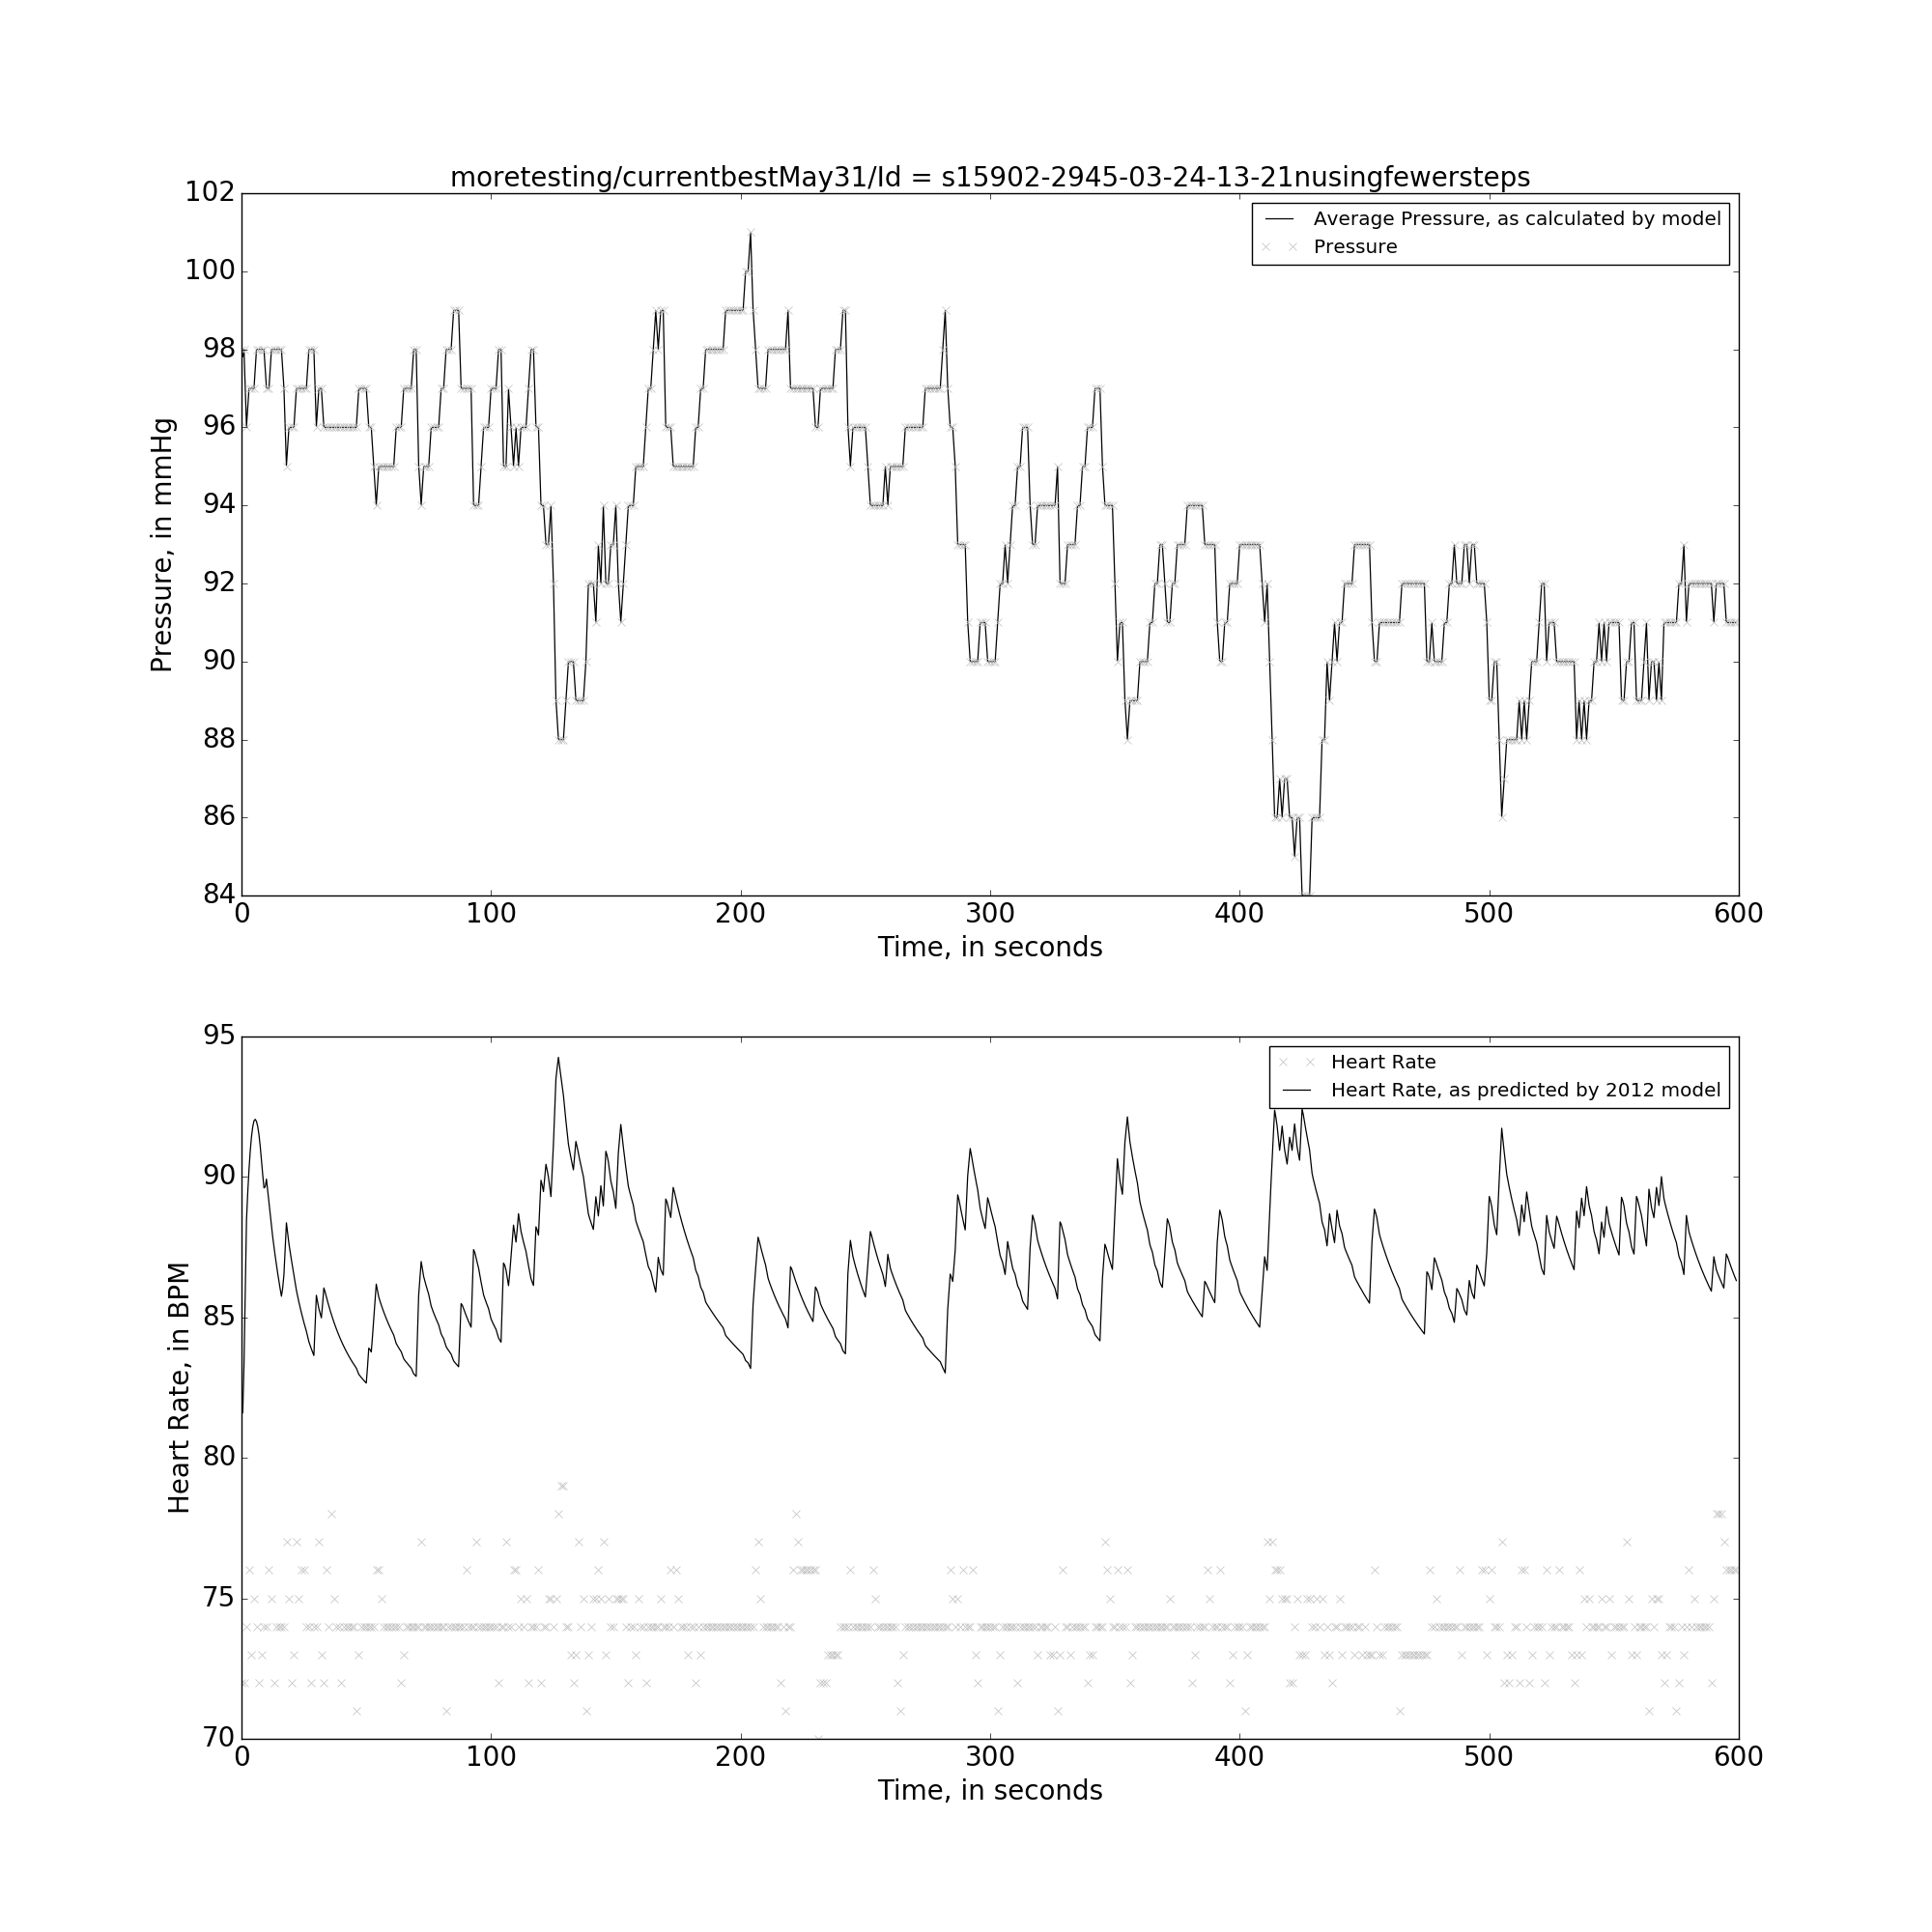 moretesting/currentbestMay31/Id = s15902-2945-03-24-13-21nusingfewersteps
102
100
98
96
94
92
90
88
86
84
Pressure, in mmHg
Average Pressure, as calculated by model
Pressure
0 100 200 300 400 500 600
Time, in seconds
95
90
85
80
75
70
Heart Rate, in BPM
Heart Rate
Heart Rate, as predicted by 2012 model
0 100 200 300 400 500 600
Time, in seconds